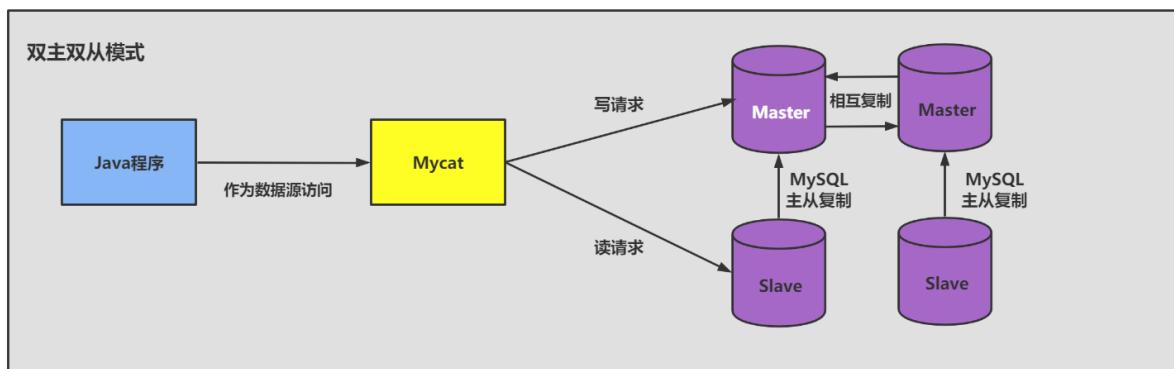 双主双从模式
Java程序
作为数据源访问
Mycat
写请求
读请求
Master
相互复制
Master
MySQL
主从复制
MySQL
主从复制
Slave
Slave